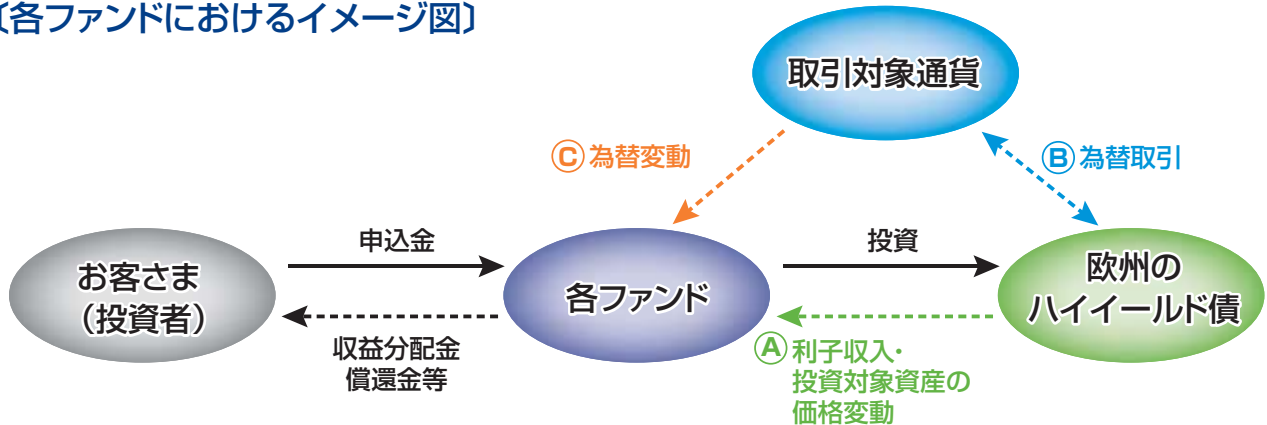 〔各ファンドにおけるイメージ図〕
取引対象通貨
Ⓒ為替変動
Ⓑ為替取引
申込金
投資
お客さま
（投資者）
各ファンド
欧州の
ハイイールド債
収益分配金
償還金等
Ⓐ利子収入・
投資対象資産の
価格変動